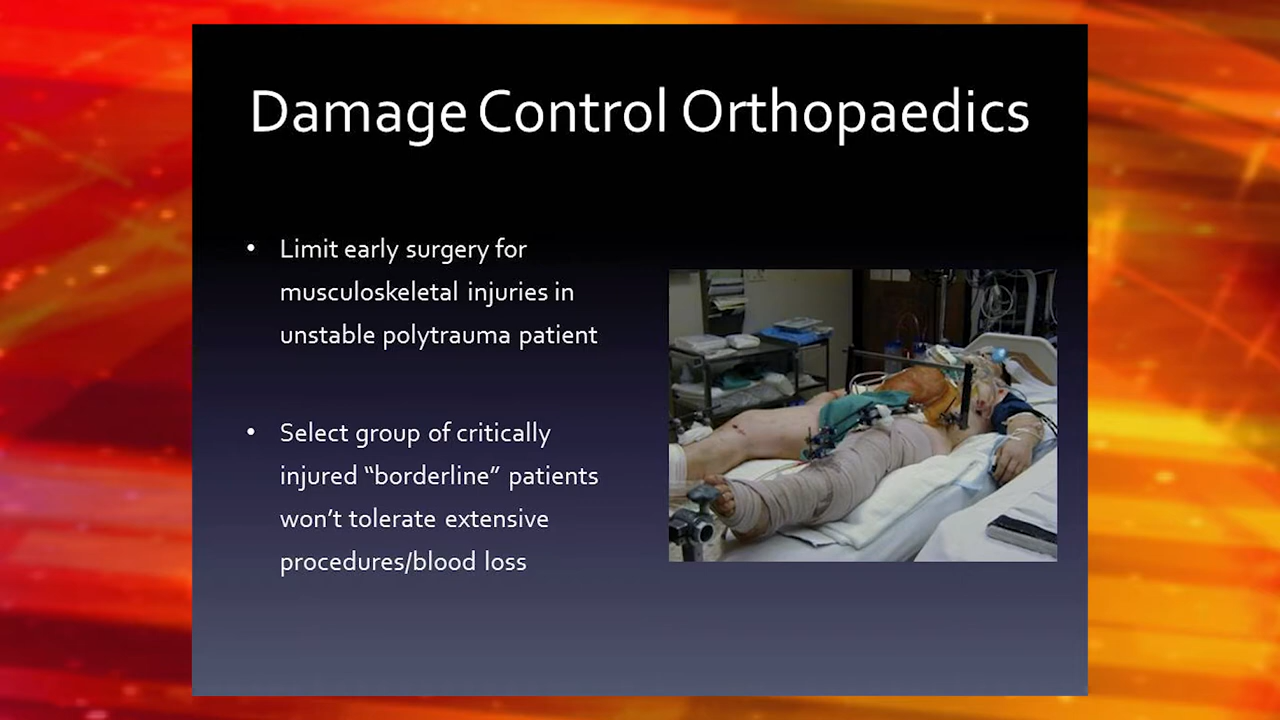 Damage Control Orthopaedics
• Limit early surgery for
musculoskeletal injuries in
unstable polytrauma patient
• Select group of critically
injured “borderline” patients
won’t tolerate extensive
procedures/blood loss